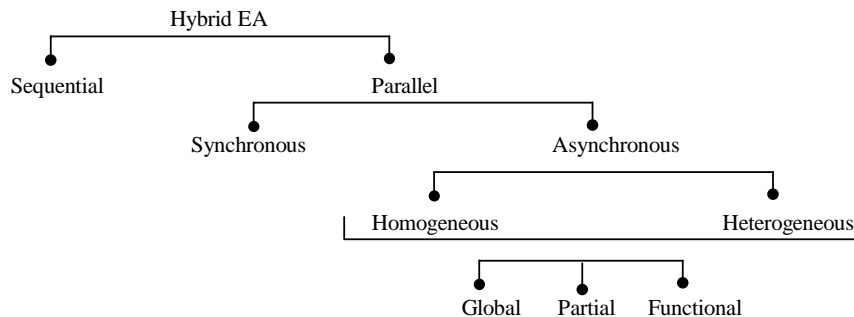 Hybrid EA
Sequential Parallel
Synchronous Asynchronous
Homogeneous Heterogeneous
Global Partial Functional